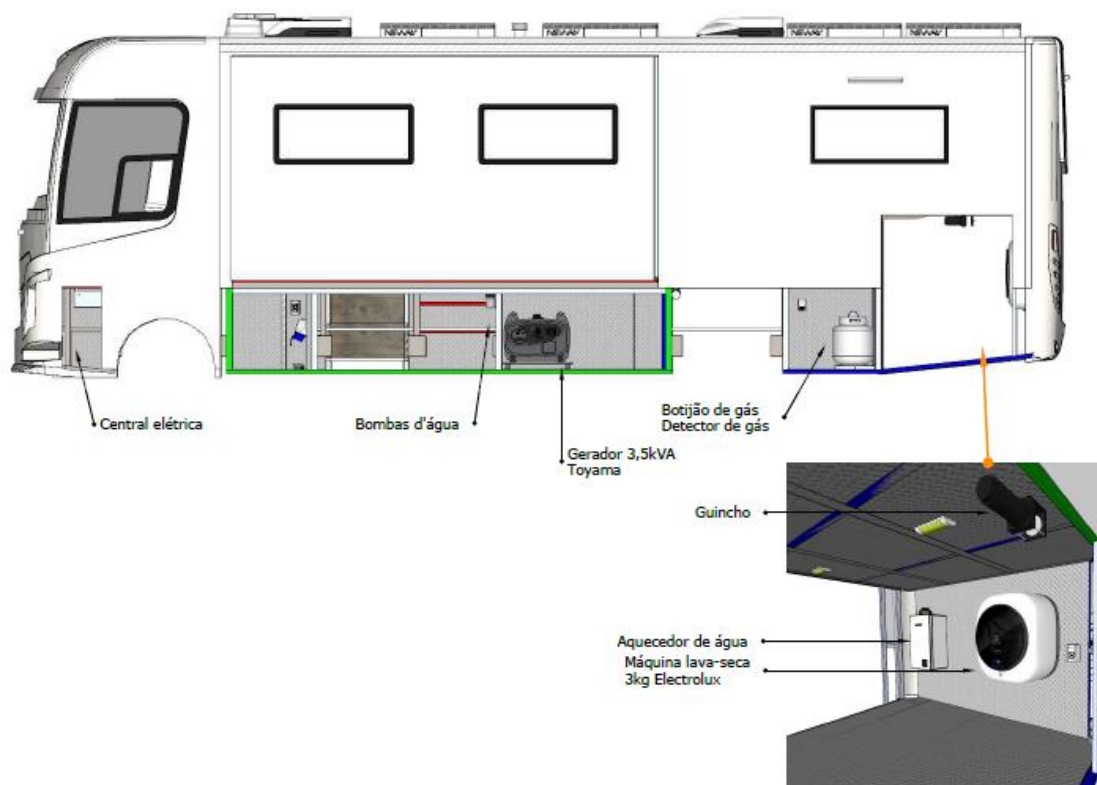 NEWAY
NEWAY
NEWAY
NEWAY
Central elétrica
Bombas d'água
Gerador 3,5kVA
Toyama
Botijão de gás
Detector de gás
Guincho
Aquecedor de água
Máquina lava-seca
3kg Electrolux